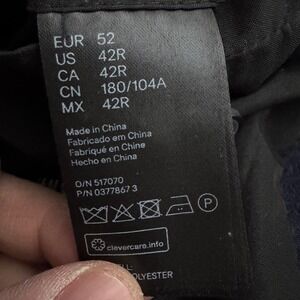 EUR 52
US 42R
CA 42R
CN 180/104A
MX 42R
Made in China
Fabricado em China
Fabriqué en Chine
Hecho en China
O/N 517070
P/N 0377867 3
P
clevercare.info